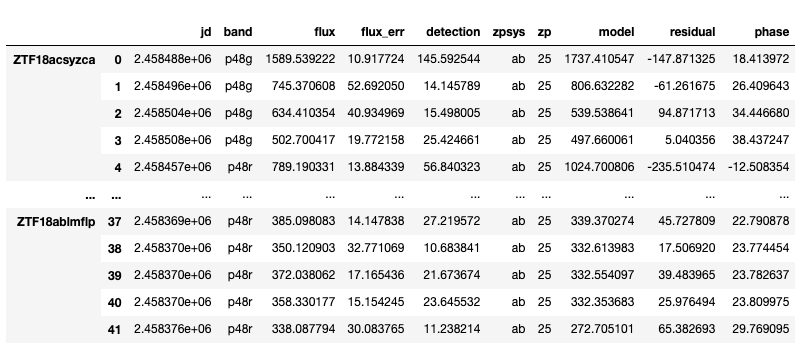 jd band flux flux_err detection zpsys zp model residual phase
ZTF18acsyzca 0 2.458488e+06 p48g 1589.539222 10.917724 145.592544 ab 25 1737.410547 -147.871325 18.413972
1 2.458496e+06 p48g 745.370608 52.692050 14.145789 ab 25 806.632282 -61.261675 26.409643
2 2.458504e+06 p48g 634.410354 40.934969 15.498005 ab 25 539.538641 94.871713 34.446680
3 2.458508e+06 p48g 502.700417 19.772158 25.424661 ab 25 497.660061 5.040356 38.437247
4 2.458457e+06 p48r 789.190331 13.884339 56.840323 ab 25 1024.700806 -235.510474 -12.508354
... ... ... ... ... ... ... ... ... ... ... ...
ZTF18ablmflp 37 2.458369e+06 p48r 385.098083 14.147838 27.219572 ab 25 339.370274 45.727809 22.790878
38 2.458370e+06 p48r 350.120903 32.771069 10.683841 ab 25 332.613983 17.506920 23.774454
39 2.458370e+06 p48r 372.038062 17.165436 21.673674 ab 25 332.554097 39.483965 23.782637
40 2.458370e+06 p48r 358.330177 15.154245 23.645532 ab 25 332.353683 25.976494 23.809975
41 2.458376e+06 p48r 338.087794 30.083765 11.238214 ab 25 272.705101 65.382693 29.769095